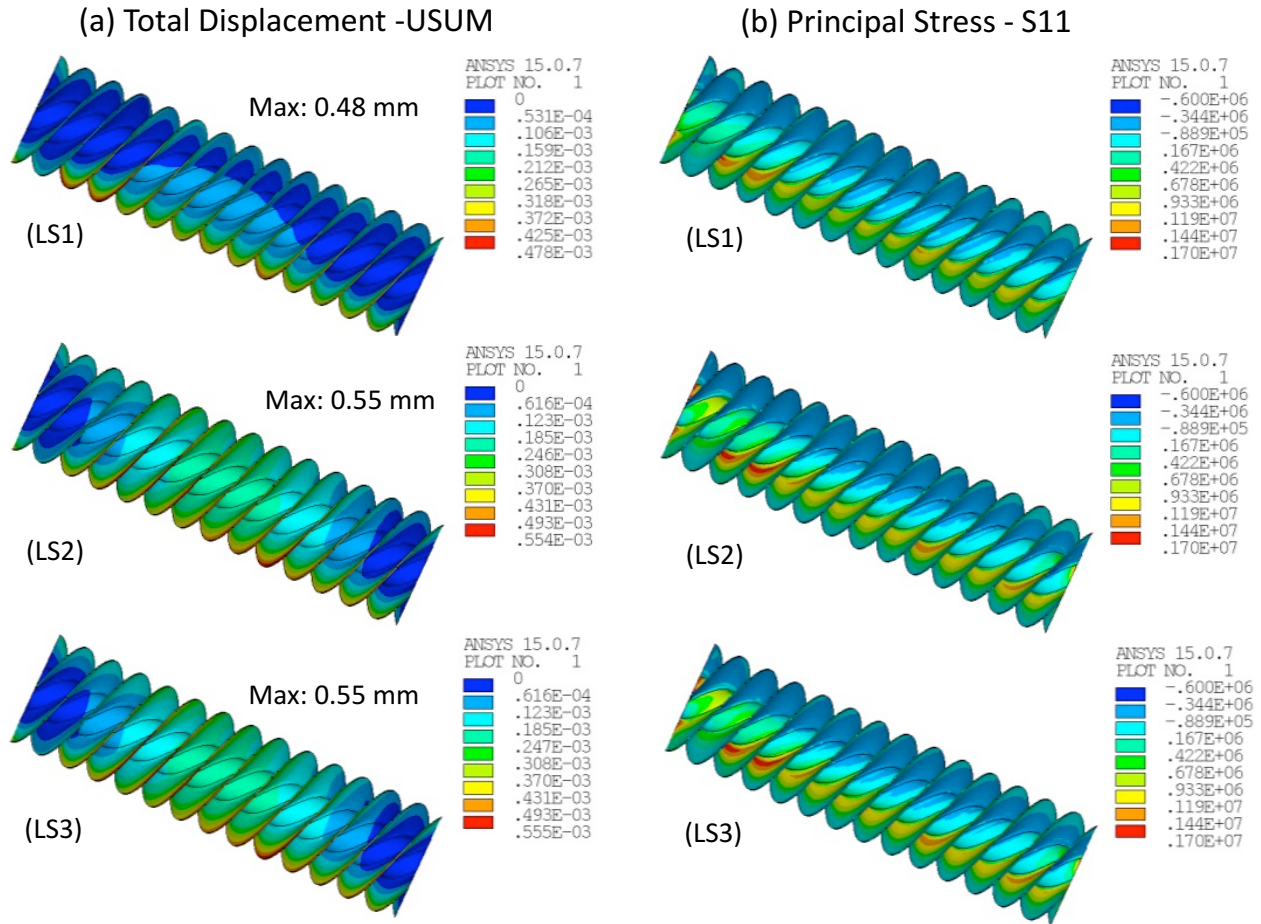 (a) Total Displacement -USUM
(b) Principal Stress - S11
ANSYS 15.0.7
PLOT NO. 1
0
.531E-04
.106E-03
.159E-03
.212E-03
.265E-03
.318E-03
.372E-03
.425E-03
.478E-03
Max: 0.48 mm
(LS1)
ANSYS 15.0.7
PLOT NO. 1
-.600E+06
-.344E+06
-.889E+05
.167E+06
.422E+06
.678E+06
.933E+06
.119E+07
.144E+07
.170E+07
(LS1)
ANSYS 15.0.7
PLOT NO. 1
0
.616E-04
.123E-03
.185E-03
.246E-03
.308E-03
.370E-03
.431E-03
.493E-03
.554E-03
Max: 0.55 mm
(LS2)
ANSYS 15.0.7
PLOT NO. 1
-.600E+06
-.344E+06
-.889E+05
.167E+06
.422E+06
.678E+06
.933E+06
.119E+07
.144E+07
.170E+07
(LS2)
ANSYS 15.0.7
PLOT NO. 1
0
.616E-04
.123E-03
.185E-03
.247E-03
.308E-03
.370E-03
.431E-03
.493E-03
.555E-03
Max: 0.55 mm
(LS3)
ANSYS 15.0.7
PLOT NO. 1
-.600E+06
-.344E+06
-.889E+05
.167E+06
.422E+06
.678E+06
.933E+06
.119E+07
.144E+07
.170E+07
(LS3)